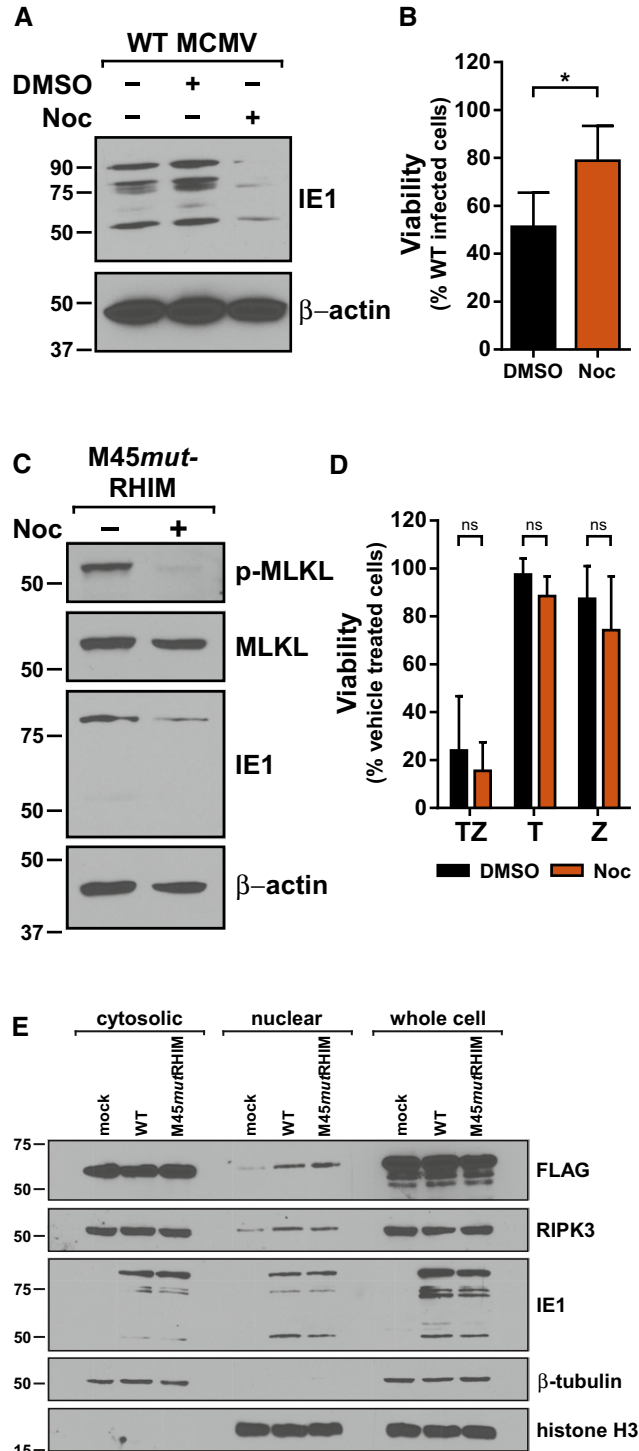 A
WT MCMV
DMSO – + –
Noc – – +
90
75
50
IE1
50
37
β–actin
B
Viability
(% WT infected cells)
120
100
80
60
40
20
0
*
DMSO Noc
C
M45mut-
RHIM
Noc – +
50
p-MLKL
50
MLKL
75
50
IE1
50
37
β–actin
D
Viability
(% vehicle treated cells)
120
100
80
60
40
20
0
ns ns ns
TZ T Z
DMSO Noc
E
cytosolic nuclear whole cell
mock WT M45mutRHIM mock WT M45mutRHIM mock WT M45mutRHIM
75
50
FLAG
50
RIPK3
75
50
IE1
50
β-tubulin
histone H3
15